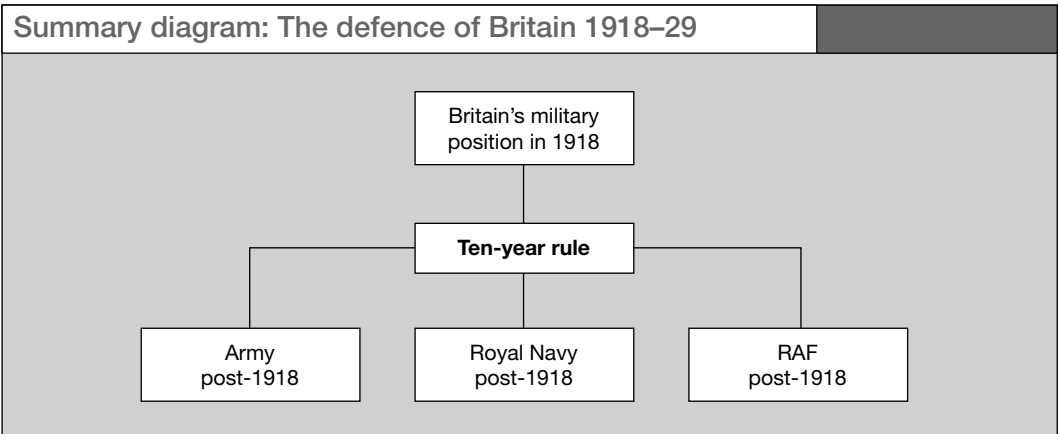 Summary diagram: The defence of Britain 1918–29
Britain's military
position in 1918
Ten-year rule
Army
post-1918
Royal Navy
post-1918
RAF
post-1918